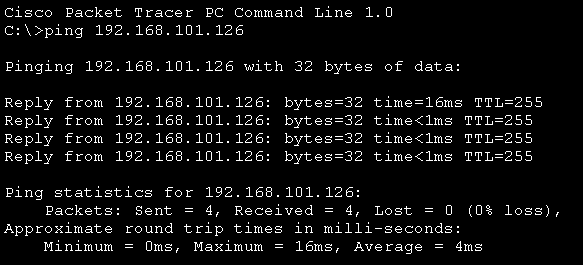 Cisco Packet Tracer PC Command Line 1.0
C:\>ping 192.168.101.126
Pinging 192.168.101.126 with 32 bytes of data:
Reply from 192.168.101.126: bytes=32 time=16ms TTL=255
Reply from 192.168.101.126: bytes=32 time<1ms TTL=255
Reply from 192.168.101.126: bytes=32 time<1ms TTL=255
Reply from 192.168.101.126: bytes=32 time<1ms TTL=255
Ping statistics for 192.168.101.126:
Packets: Sent = 4, Received = 4, Lost = 0 (0% loss),
Approximate round trip times in milli-seconds:
Minimum = 0ms, Maximum = 16ms, Average = 4ms